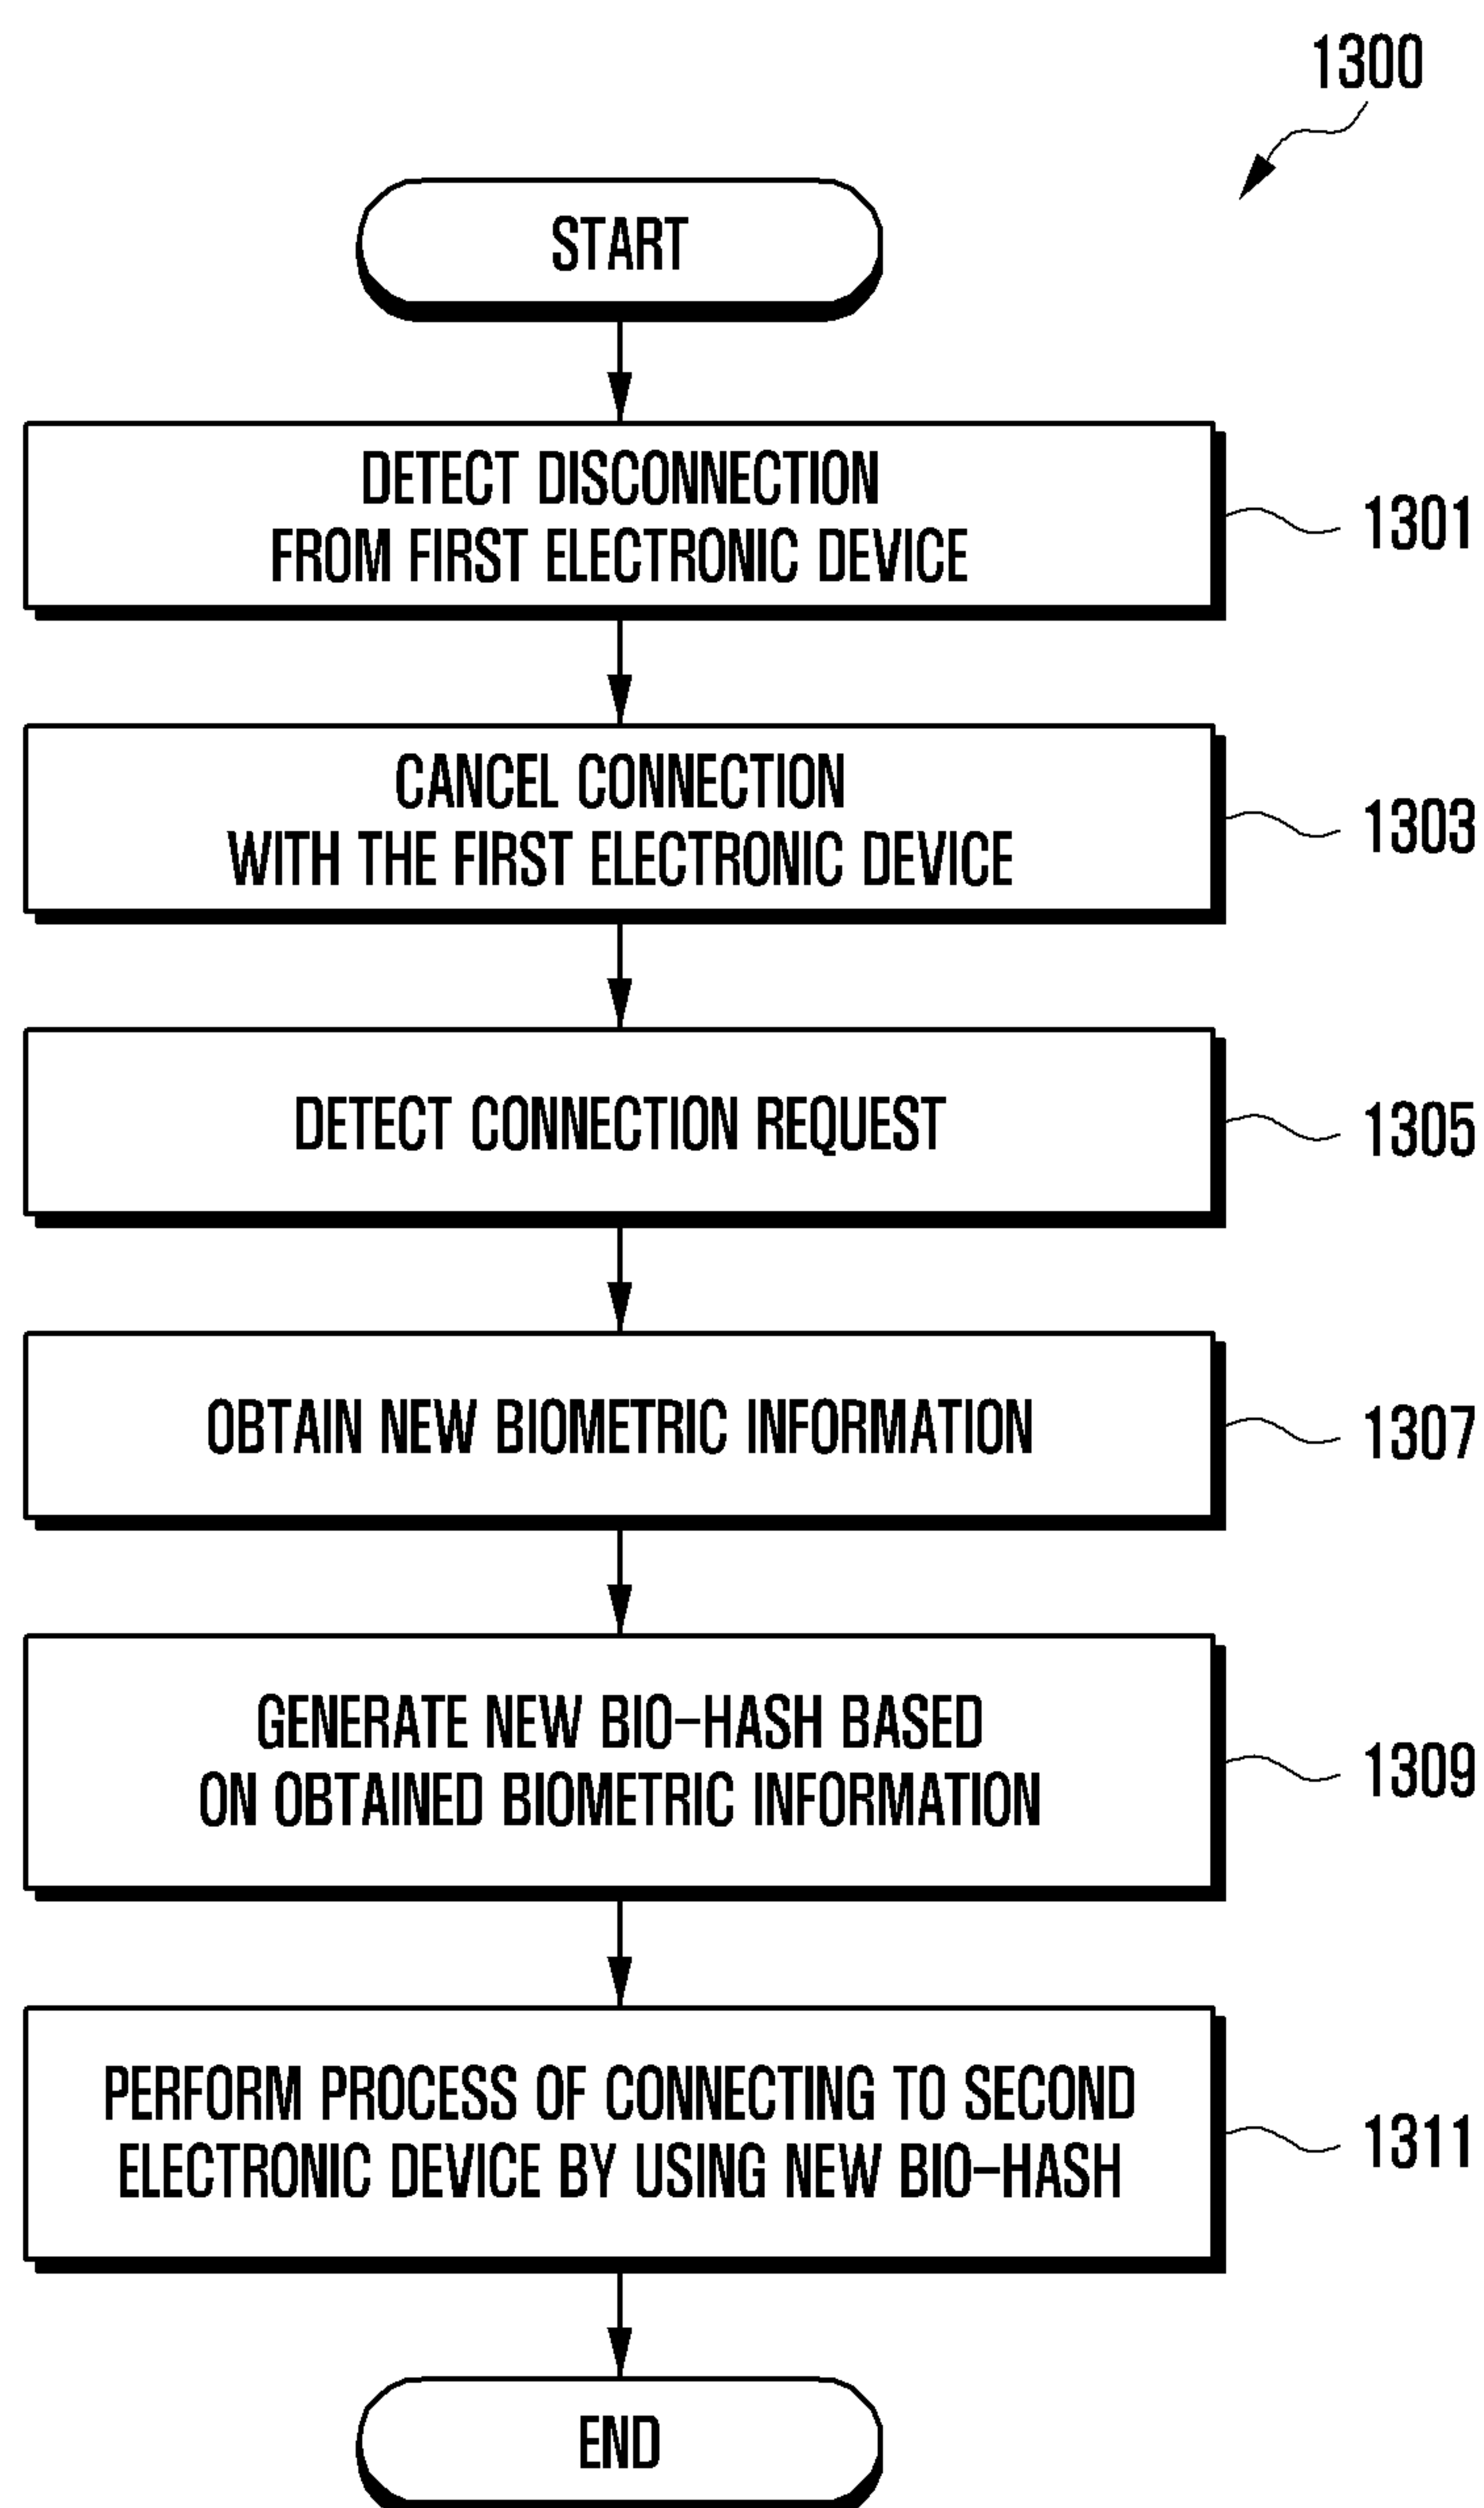 1300
START
DETECT DISCONNECTION
FROM FIRST ELECTRONIC DEVICE
1301
CANCEL CONNECTION
WITH THE FIRST ELECTRONIC DEVICE
1303
DETECT CONNECTION REQUEST
1305
OBTAIN NEW BIOMETRIC INFORMATION
1307
GENERATE NEW BIO-HASH BASED
ON OBTAINED BIOMETRIC INFORMATION
1309
PERFORM PROCESS OF CONNECTING TO SECOND
ELECTRONIC DEVICE BY USING NEW BIO-HASH
1311
END